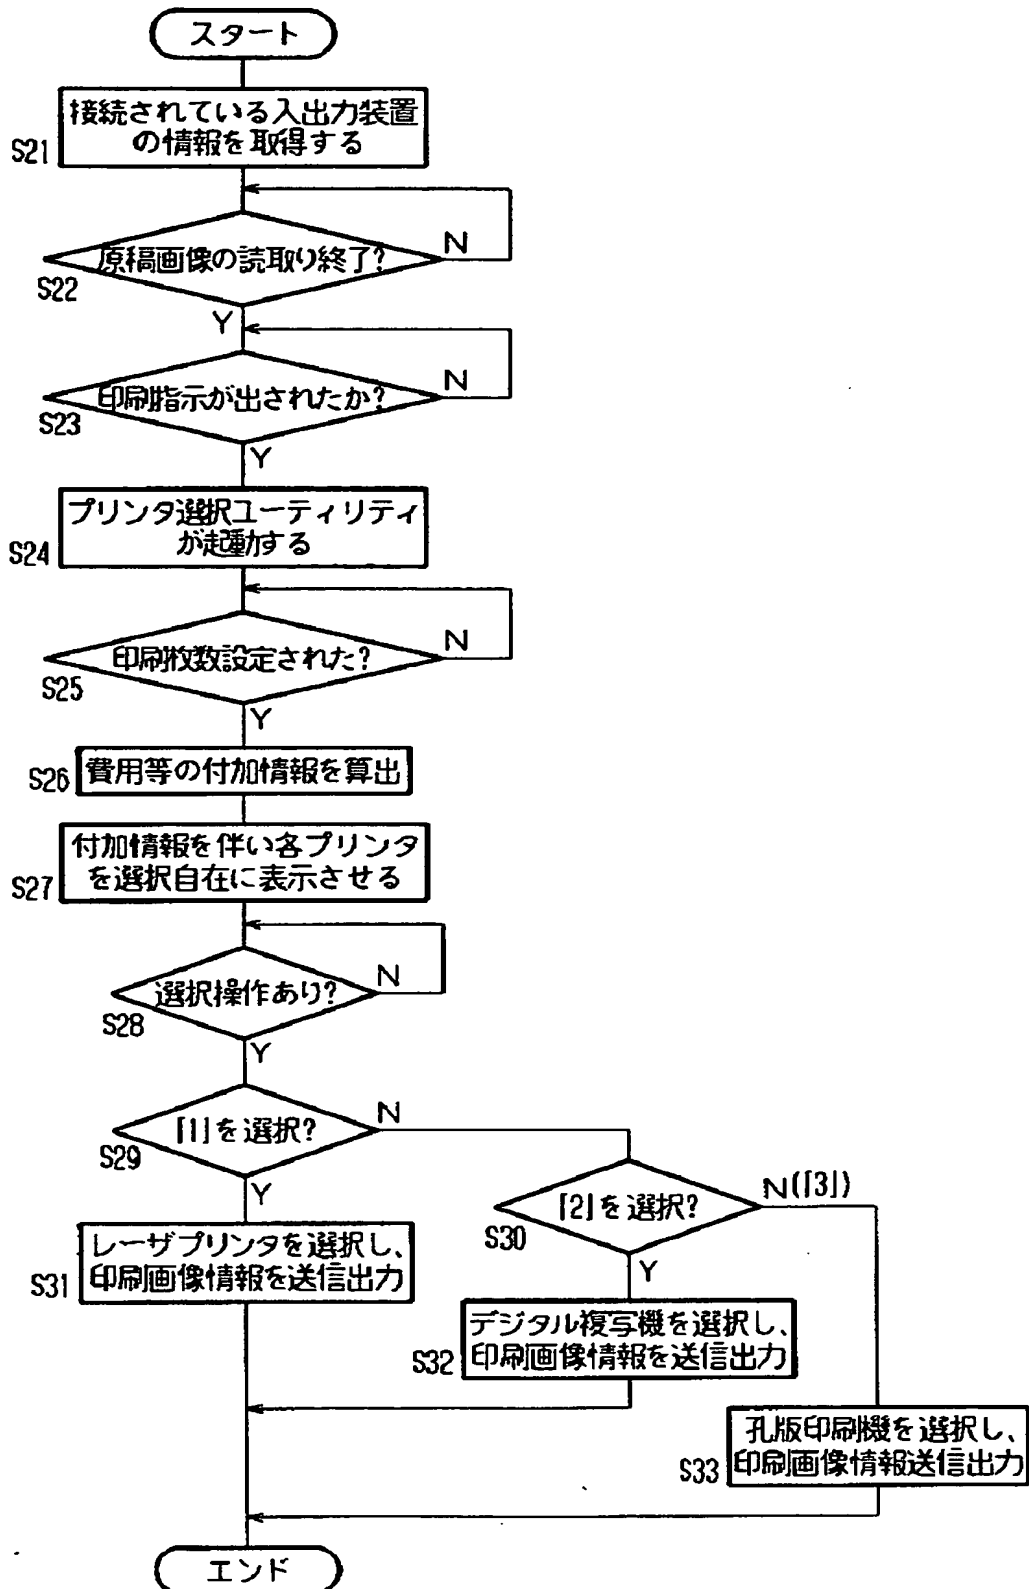 スタート
接続されている入出力装置
の情報を取得する
S21
原稿画像の読取り終了?
N
S22
Y
印刷指示が出されたか?
N
S23
Y
プリンタ選択ユーティリティ
が起動する
S24
印刷枚数設定された?
N
S25
Y
S26
費用等の付加情報を算出
付加情報を伴い各プリンタ
を選択自在に表示させる
S27
選択操作あり?
N
S28
Y
「1」を選択?
N
S29
Y
「2」を選択?
N(「3」)
S30
Y
レーザプリンタを選択し、
印刷画像情報を送信出力
S31
デジタル複写機を選択し、
印刷画像情報を送信出力
S32
孔版印刷機を選択し、
印刷画像情報送信出力
S33
エンド